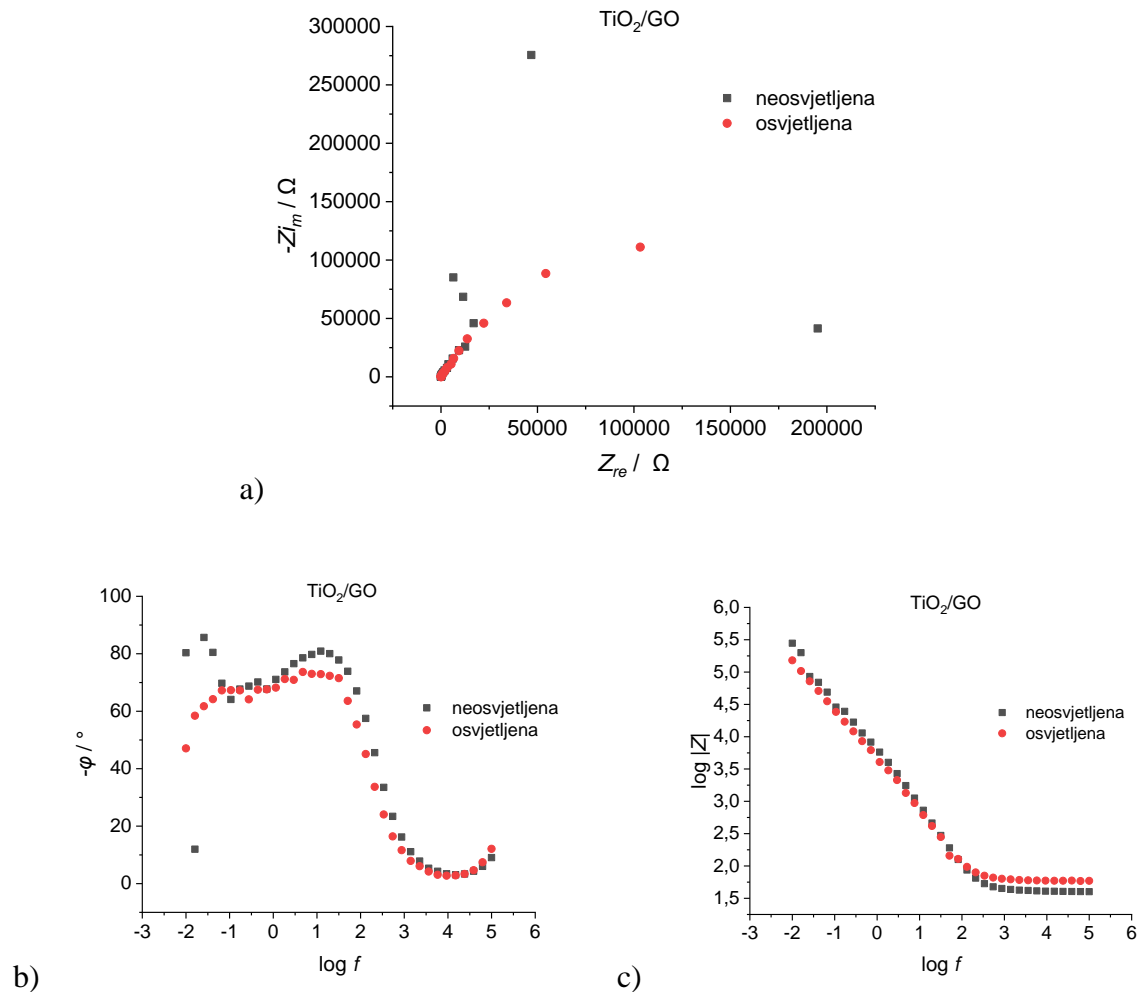 TiO₂/GO
300000
250000
200000
150000
100000
50000
0
-Zi_m / Ω
neosvjetljena
osvjetljena
0 50000 100000 150000 200000
Z_re / Ω
a)
TiO₂/GO
100
80
60
40
20
0
-φ / °
neosvjetljena
osvjetljena
-3 -2 -1 0 1 2 3 4 5 6
log f
b)
TiO₂/GO
6,0
5,5
5,0
4,5
4,0
3,5
3,0
2,5
2,0
1,5
log |Z|
neosvjetljena
osvjetljena
-3 -2 -1 0 1 2 3 4 5 6
log f
c)